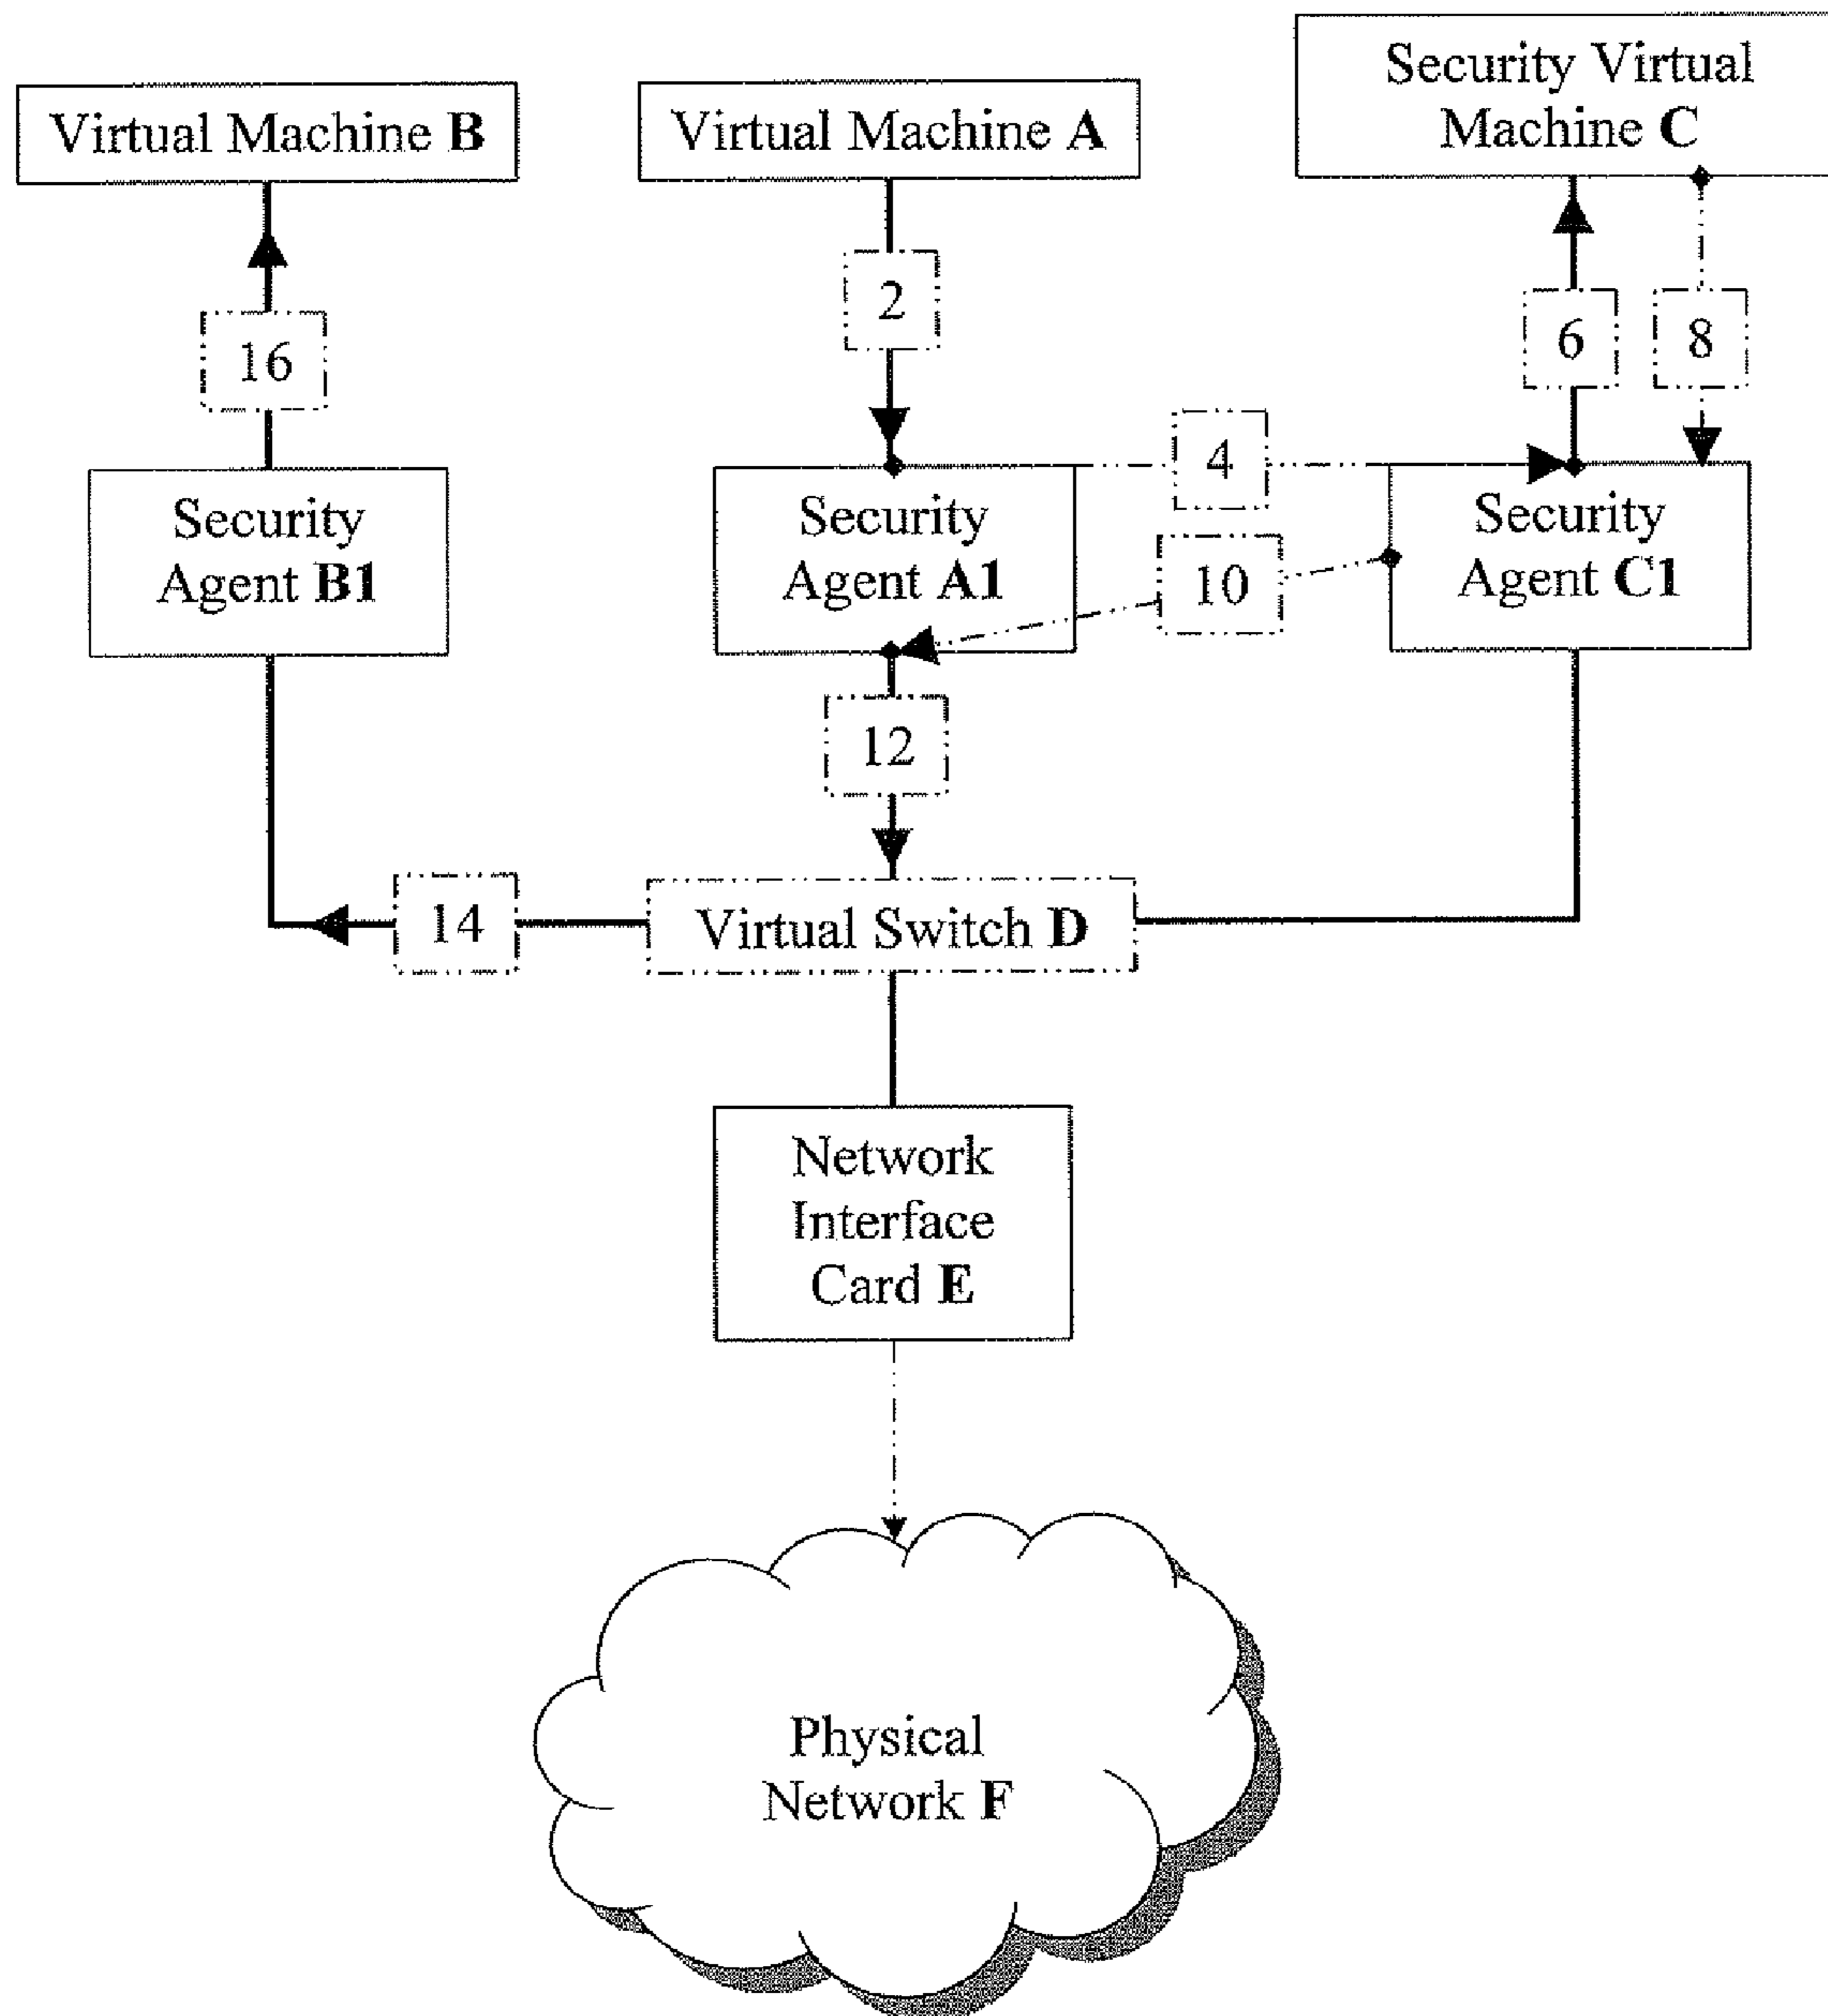 Security Virtual
Machine C
Virtual Machine B
Virtual Machine A
2
6
8
16
4
Security
Agent B1
Security
Agent A1
Security
Agent C1
10
12
14
Virtual Switch D
Network
Interface
Card E
Physical
Network F